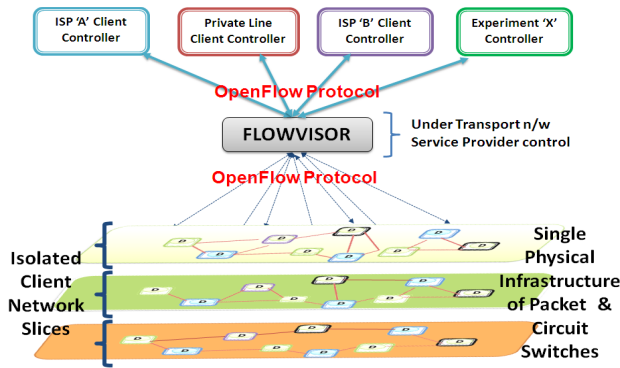 ISP ‘A’ Client
Controller
Private Line
Client Controller
ISP ‘B’ Client
Controller
Experiment ‘X’
Controller
OpenFlow Protocol
FLOWVISOR
Under Transport n/w
Service Provider control
OpenFlow Protocol
Isolated
Client
Network
Slices
Single
Physical
Infrastructure
of Packet &
Circuit
Switches
D D D D D D D D D
D D D D D D D D
D D D D D D D D